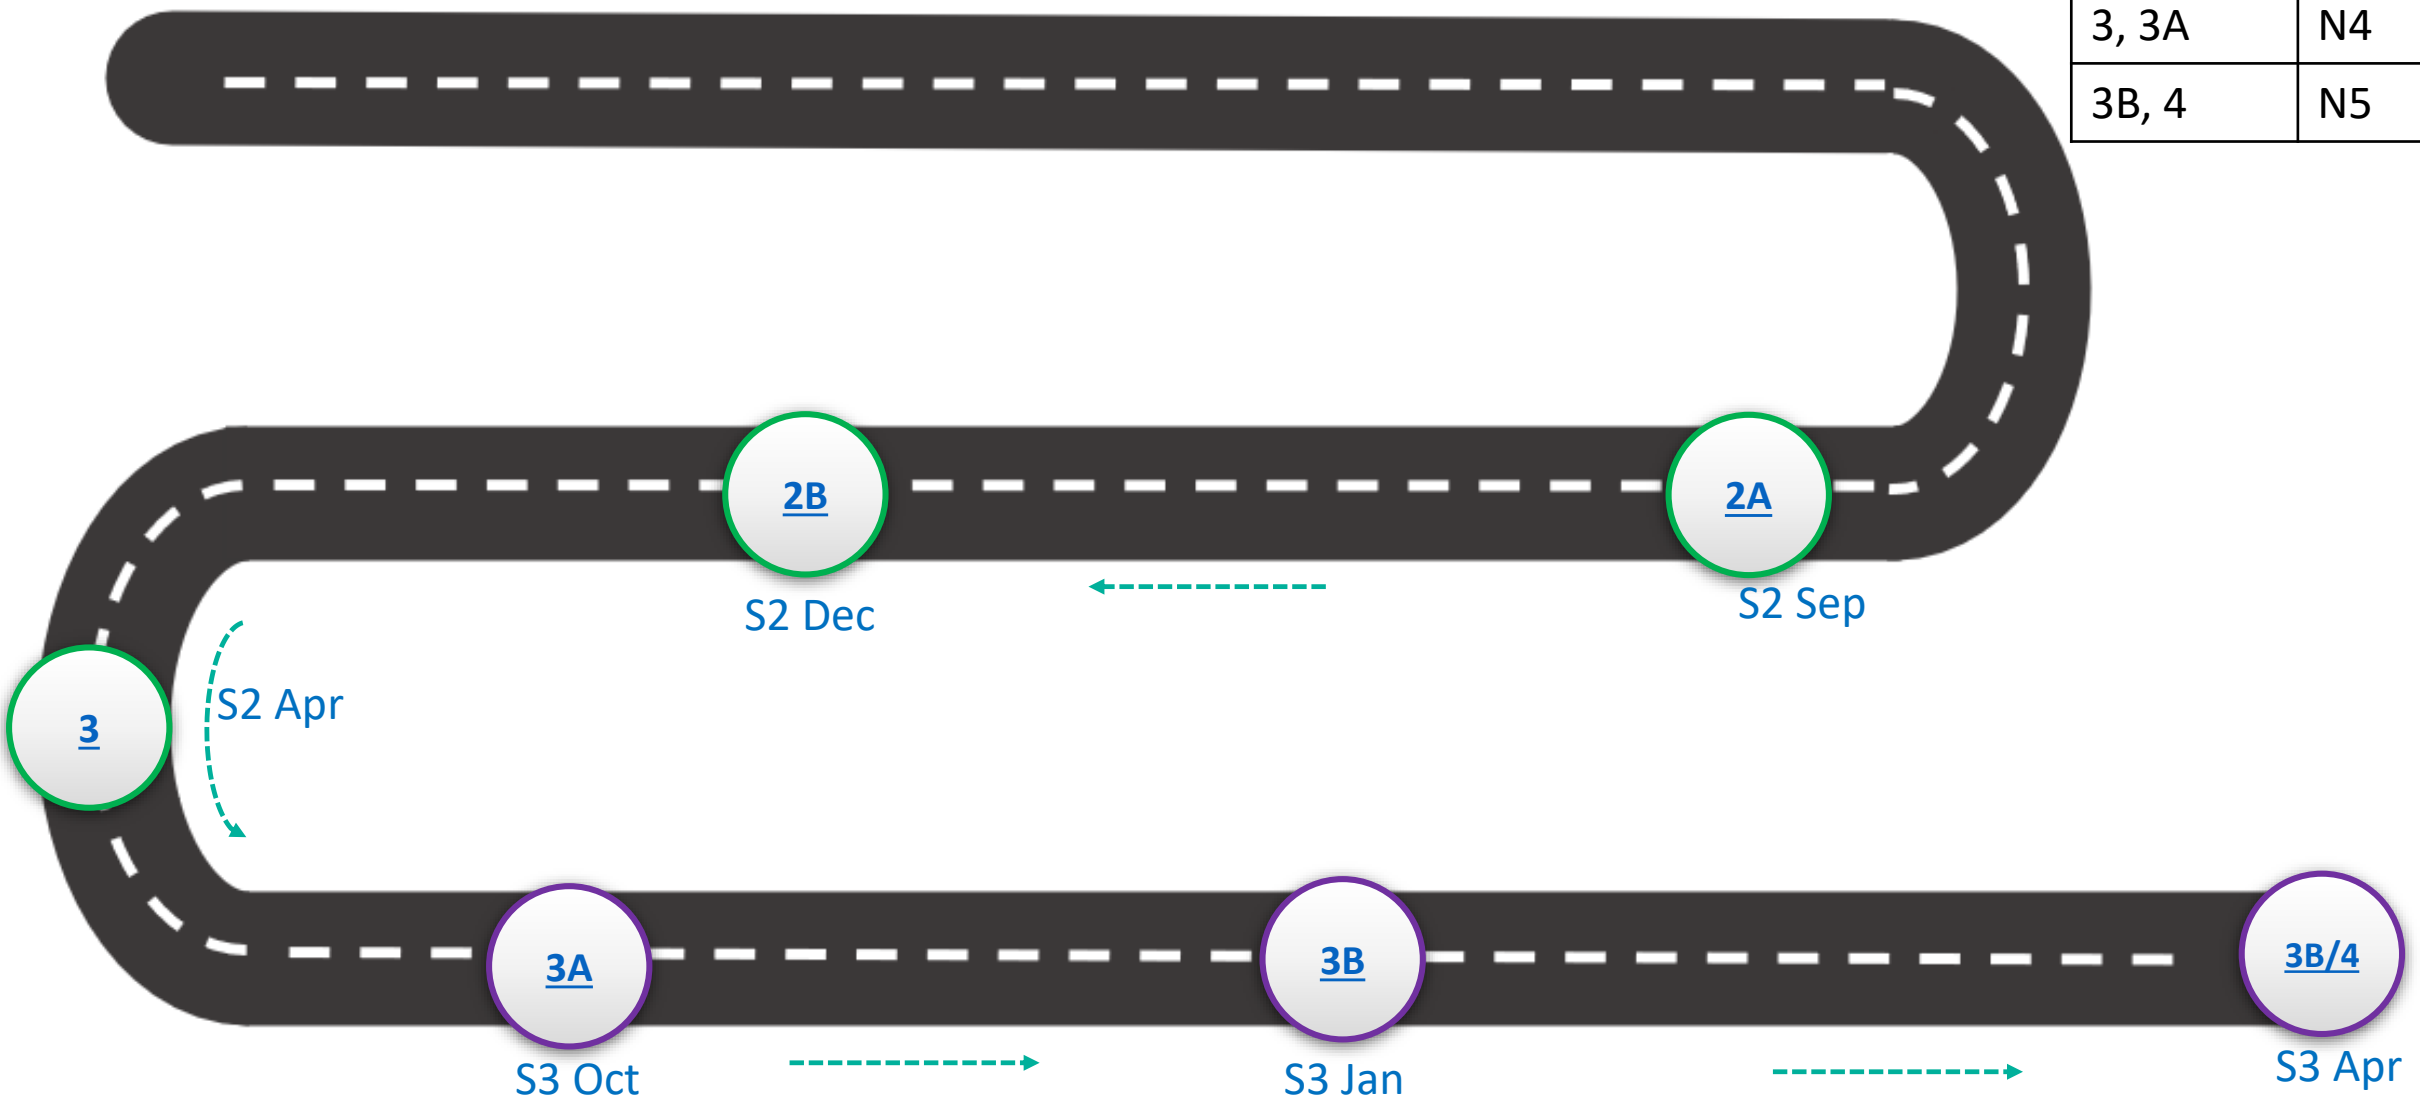 3, 3A N4
3B, 4 N5
2B
2A
S2 Dec
S2 Sep
3
S2 Apr
3A
3B
3B/4
S3 Oct
S3 Jan
S3 Apr